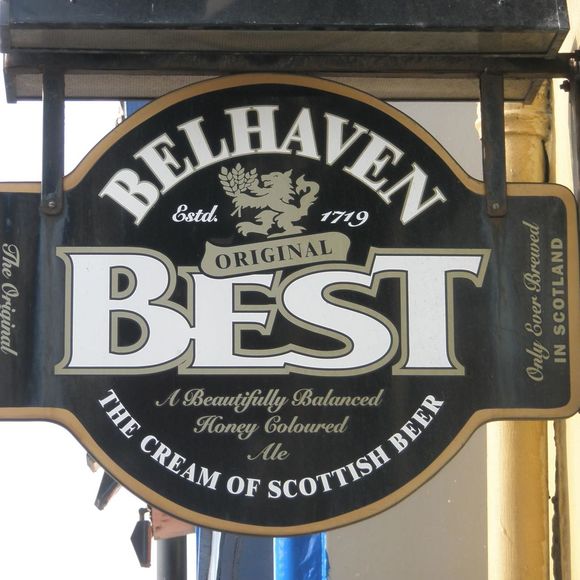 BELHAVEN
Estd. 1719
ORIGINAL
BEST
A Beautifully Balanced
Honey Coloured
Ale
THE CREAM OF SCOTTISH BEER
The Original
Only Ever Brewed
IN SCOTLAND